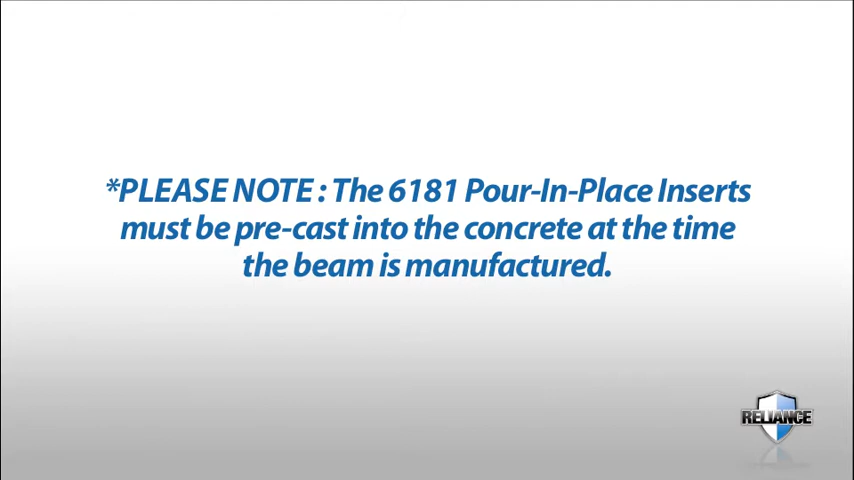 *PLEASE NOTE : The 6181 Pour-In-Place Inserts
must be pre-cast into the concrete at the time
the beam is manufactured.
RELIANCE